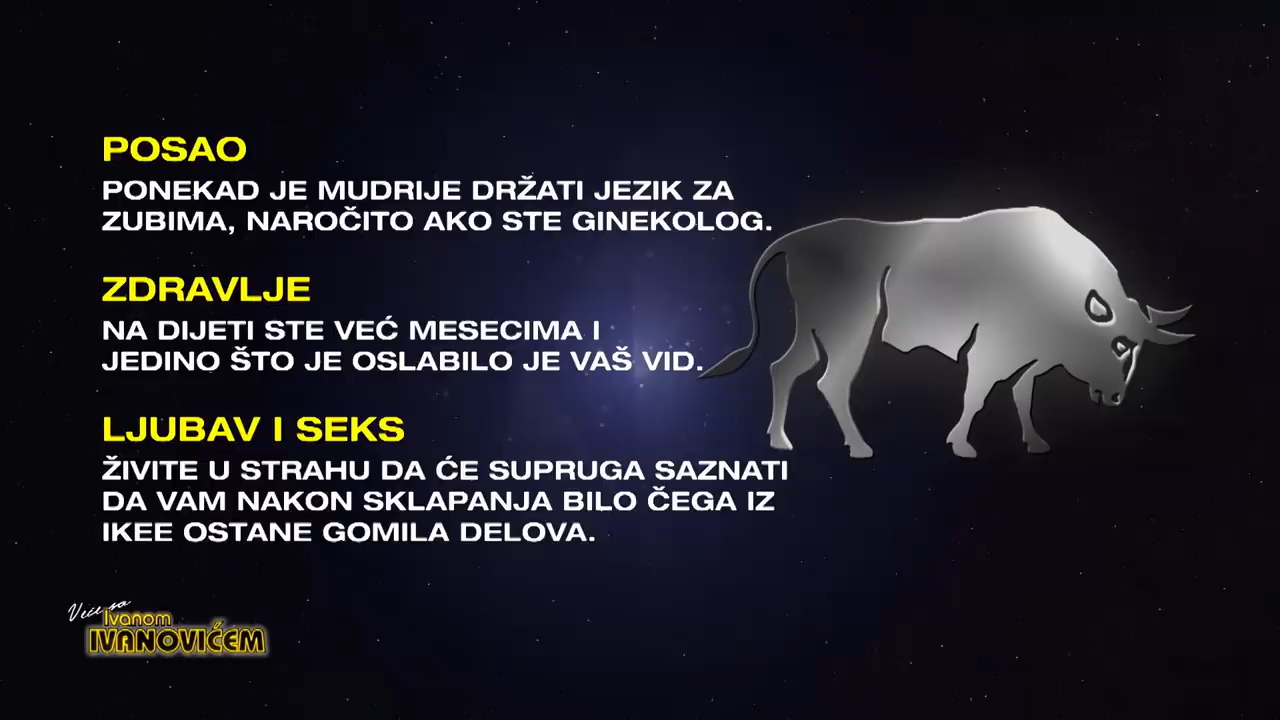 POSAO
PONEKAD JE MUDRIJE DRŽATI JEZIK ZA
ZUBIMA, NAROČITO AKO STE GINEKOLOG.
ZDRAVLJE
NA DIJETI STE VEĆ MESECIMA I
JEDINO ŠTO JE OSLABILO JE VAŠ VID.
LJUBAV I SEKS
ŽIVITE U STRAHU DA ĆE SUPRUGA SAZNATI
DA VAM NAKON SKLAPANJA BILO ČEGA IZ
IKEE OSTANE GOMILA DELOVA.
Veče sa
Ivanom
IVANOVIĆEM